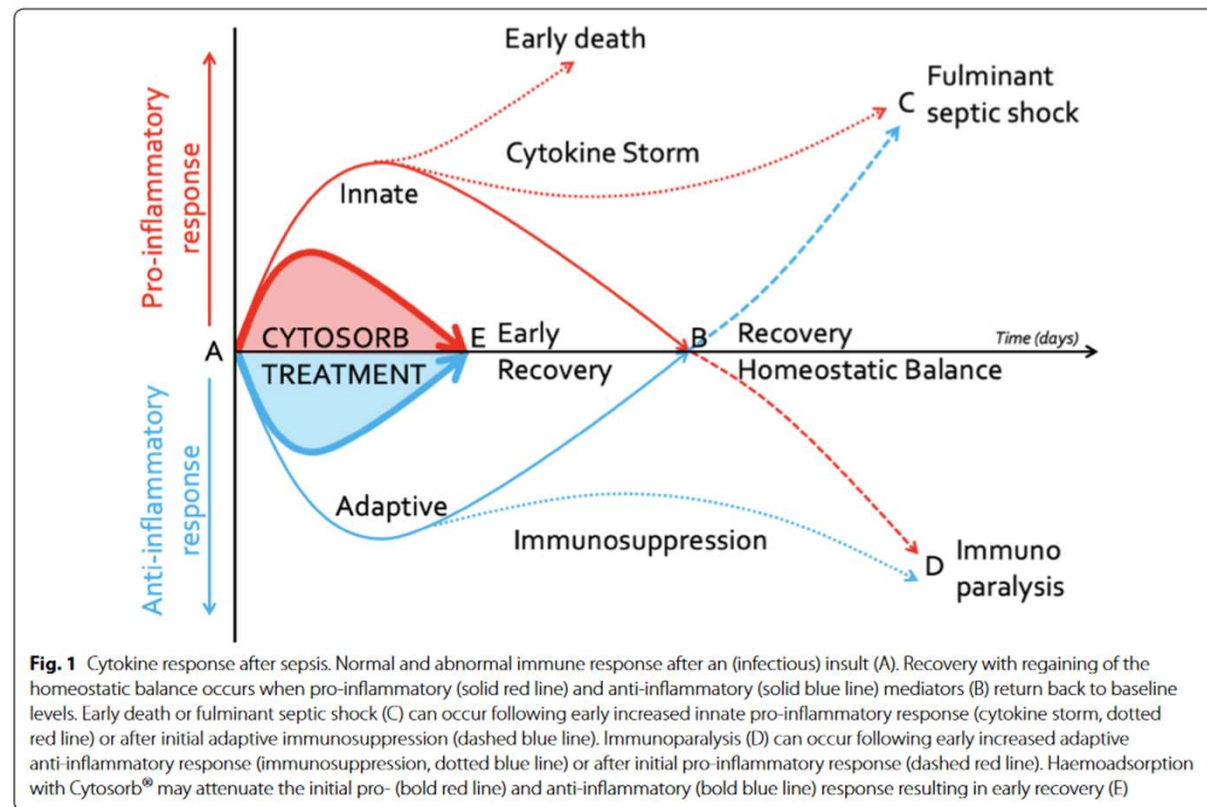 Early death
Fulminant
C septic shock
Cytokine Storm
Innate
Pro-inflammatory
response
A
CYTOSORB
TREATMENT
E Early
Recovery
B Recovery
Homeostatic Balance
Time (days)
Anti-inflammatory
response
Adaptive
Immunosuppression
D Immuno
paralysis
Fig. 1 Cytokine response after sepsis. Normal and abnormal immune response after an (infectious) insult (A). Recovery with regaining of the
homeostatic balance occurs when pro-inflammatory (solid red line) and anti-inflammatory (solid blue line) mediators (B) return back to baseline
levels. Early death or fulminant septic shock (C) can occur following early increased innate pro-inflammatory response (cytokine storm, dotted
red line) or after initial adaptive immunosuppression (dashed blue line). Immunoparalysis (D) can occur following early increased adaptive
anti-inflammatory response (immunosuppression, dotted blue line) or after initial pro-inflammatory response (dashed red line). Haemoadsorption
with Cytosorb® may attenuate the initial pro- (bold red line) and anti-inflammatory (bold blue line) response resulting in early recovery (E)